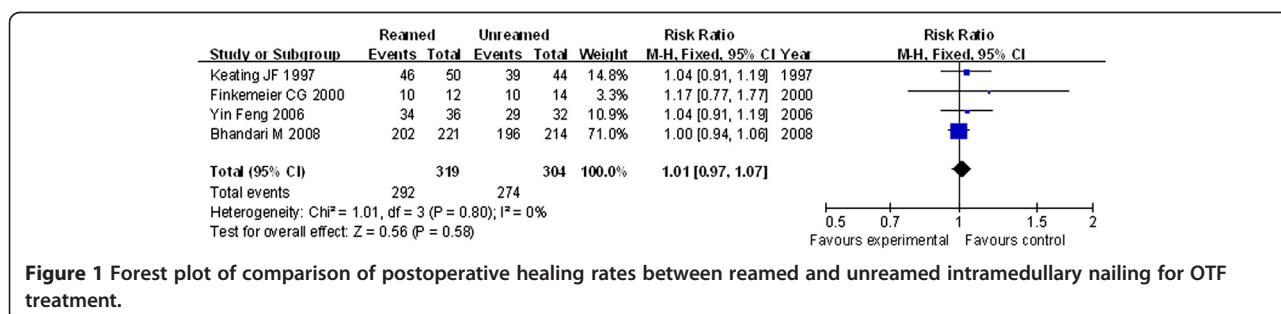 Reamed Unreamed Risk Ratio Risk Ratio
Study or Subgroup Events Total Events Total Weight M-H, Fixed, 95% CI Year M-H, Fixed, 95% CI
Keating JF 1997 46 50 39 44 14.8% 1.04 [0.91, 1.19] 1997
Finkemeier CG 2000 10 12 10 14 3.3% 1.17 [0.77, 1.77] 2000
Yin Feng 2006 34 36 29 32 10.9% 1.04 [0.91, 1.19] 2006
Bhandari M 2008 202 221 196 214 71.0% 1.00 [0.94, 1.06] 2008
Total (95% CI) 319 304 100.0% 1.01 [0.97, 1.07]
Total events 292 274
Heterogeneity: Chi² = 1.01, df = 3 (P = 0.80); I² = 0%
Test for overall effect: Z = 0.56 (P = 0.58)
0.5 0.7 1 1.5 2
Favours experimental Favours control
Figure 1 Forest plot of comparison of postoperative healing rates between reamed and unreamed intramedullary nailing for OTF
treatment.